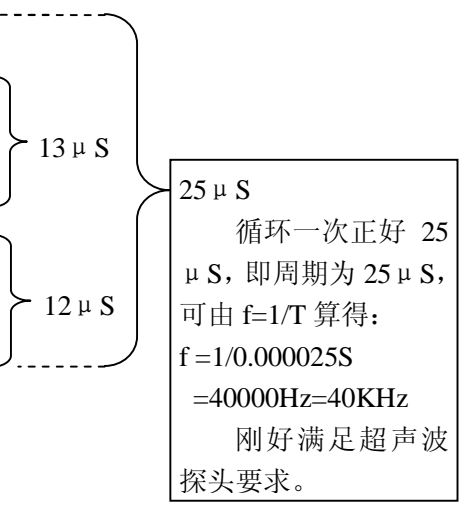 13μS
12μS
25μS
循环一次正好 25
μS，即周期为 25μS，
可由 f=1/T 算得：
f =1/0.000025S
=40000Hz=40KHz
刚好满足超声波
探头要求。